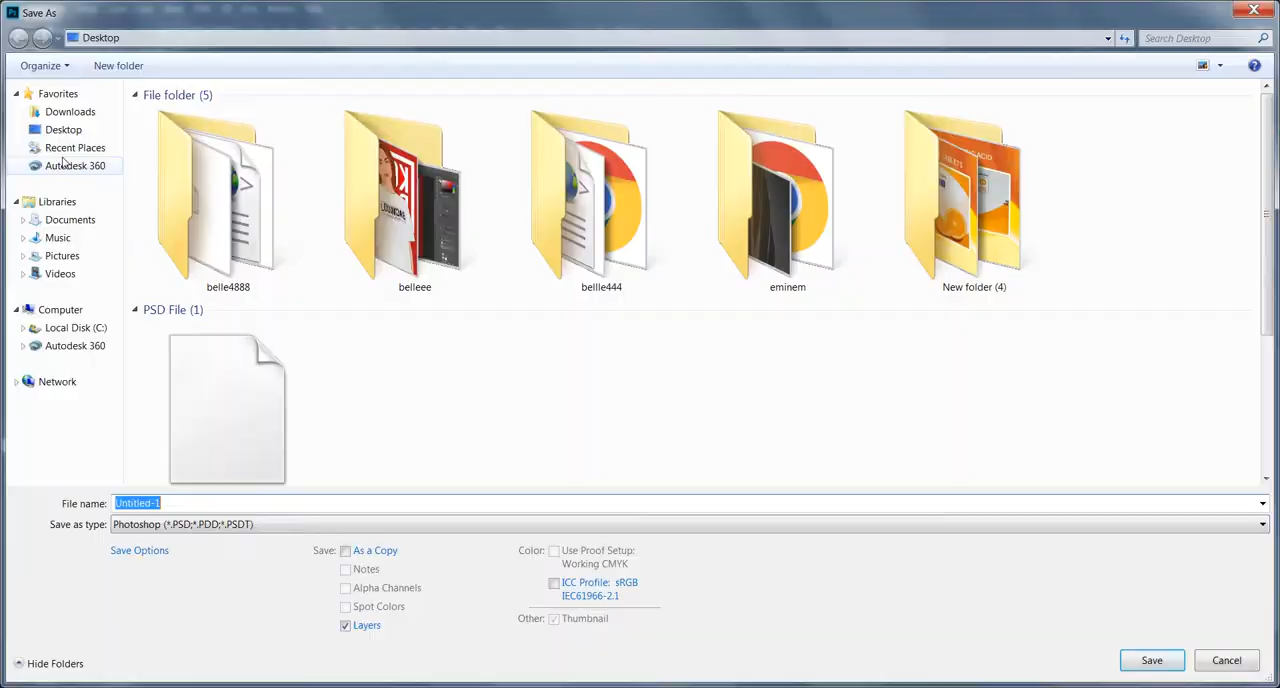 Save As
Desktop
Search Desktop
Organize
New folder
Favorites
Downloads
Desktop
Recent Places
Autodesk 360
Libraries
Documents
Music
Pictures
Videos
Computer
Local Disk (C:)
Autodesk 360
Network
File folder (5)
belle4888
belleee
bellle444
eminem
New folder (4)
PSD File (1)
File name: Untitled-1
Save as type: Photoshop (*.PSD;*.PDD;*.PSDT)
Save Options
Save: As a Copy
Notes
Alpha Channels
Spot Colors
Layers
Color: Use Proof Setup:
Working CMYK
ICC Profile: sRGB
IEC61966-2.1
Other: Thumbnail
Hide Folders
Save
Cancel